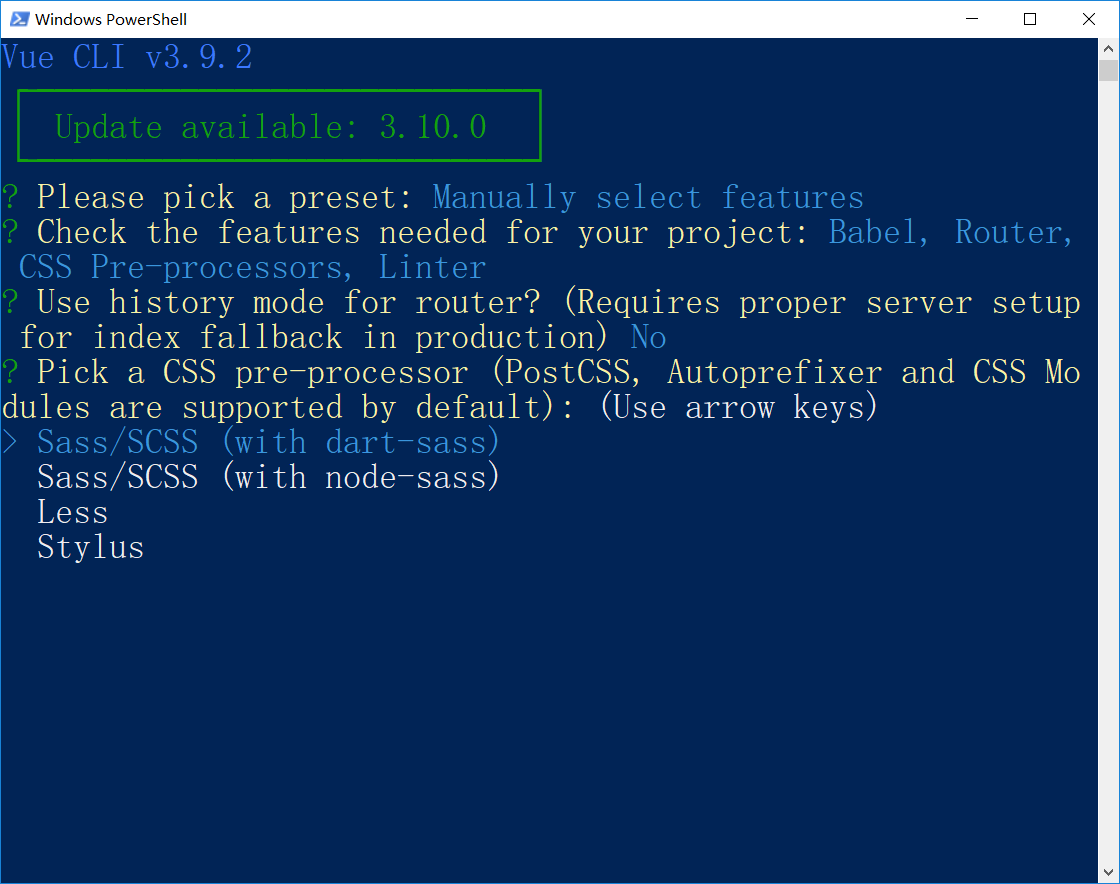 Windows PowerShell
Vue CLI v3.9.2
Update available: 3.10.0
? Please pick a preset: Manually select features
? Check the features needed for your project: Babel, Router,
CSS Pre-processors, Linter
? Use history mode for router? (Requires proper server setup
for index fallback in production) No
? Pick a CSS pre-processor (PostCSS, Autoprefixer and CSS Mo
dules are supported by default): (Use arrow keys)
> Sass/SCSS (with dart-sass)
Sass/SCSS (with node-sass)
Less
Stylus